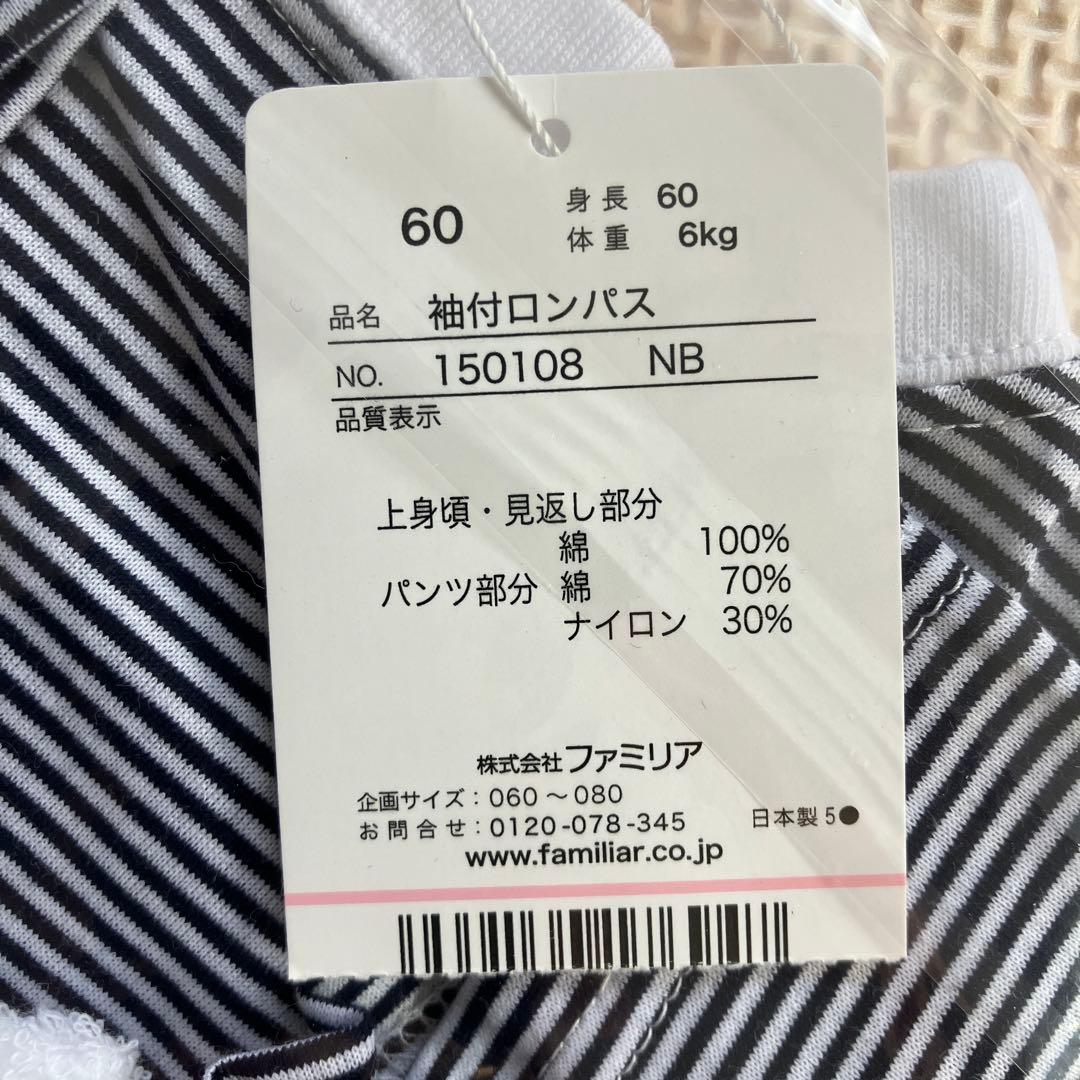 60
身長 60
体重 6kg
品名 袖付ロンパス
NO. 150108 NB
品質表示
上身頃・見返し部分
綿 100%
パンツ部分 綿 70%
ナイロン 30%
株式会社ファミリア
企画サイズ：060～080
お問合せ：0120-078-345 日本製 5●
www.familiar.co.jp